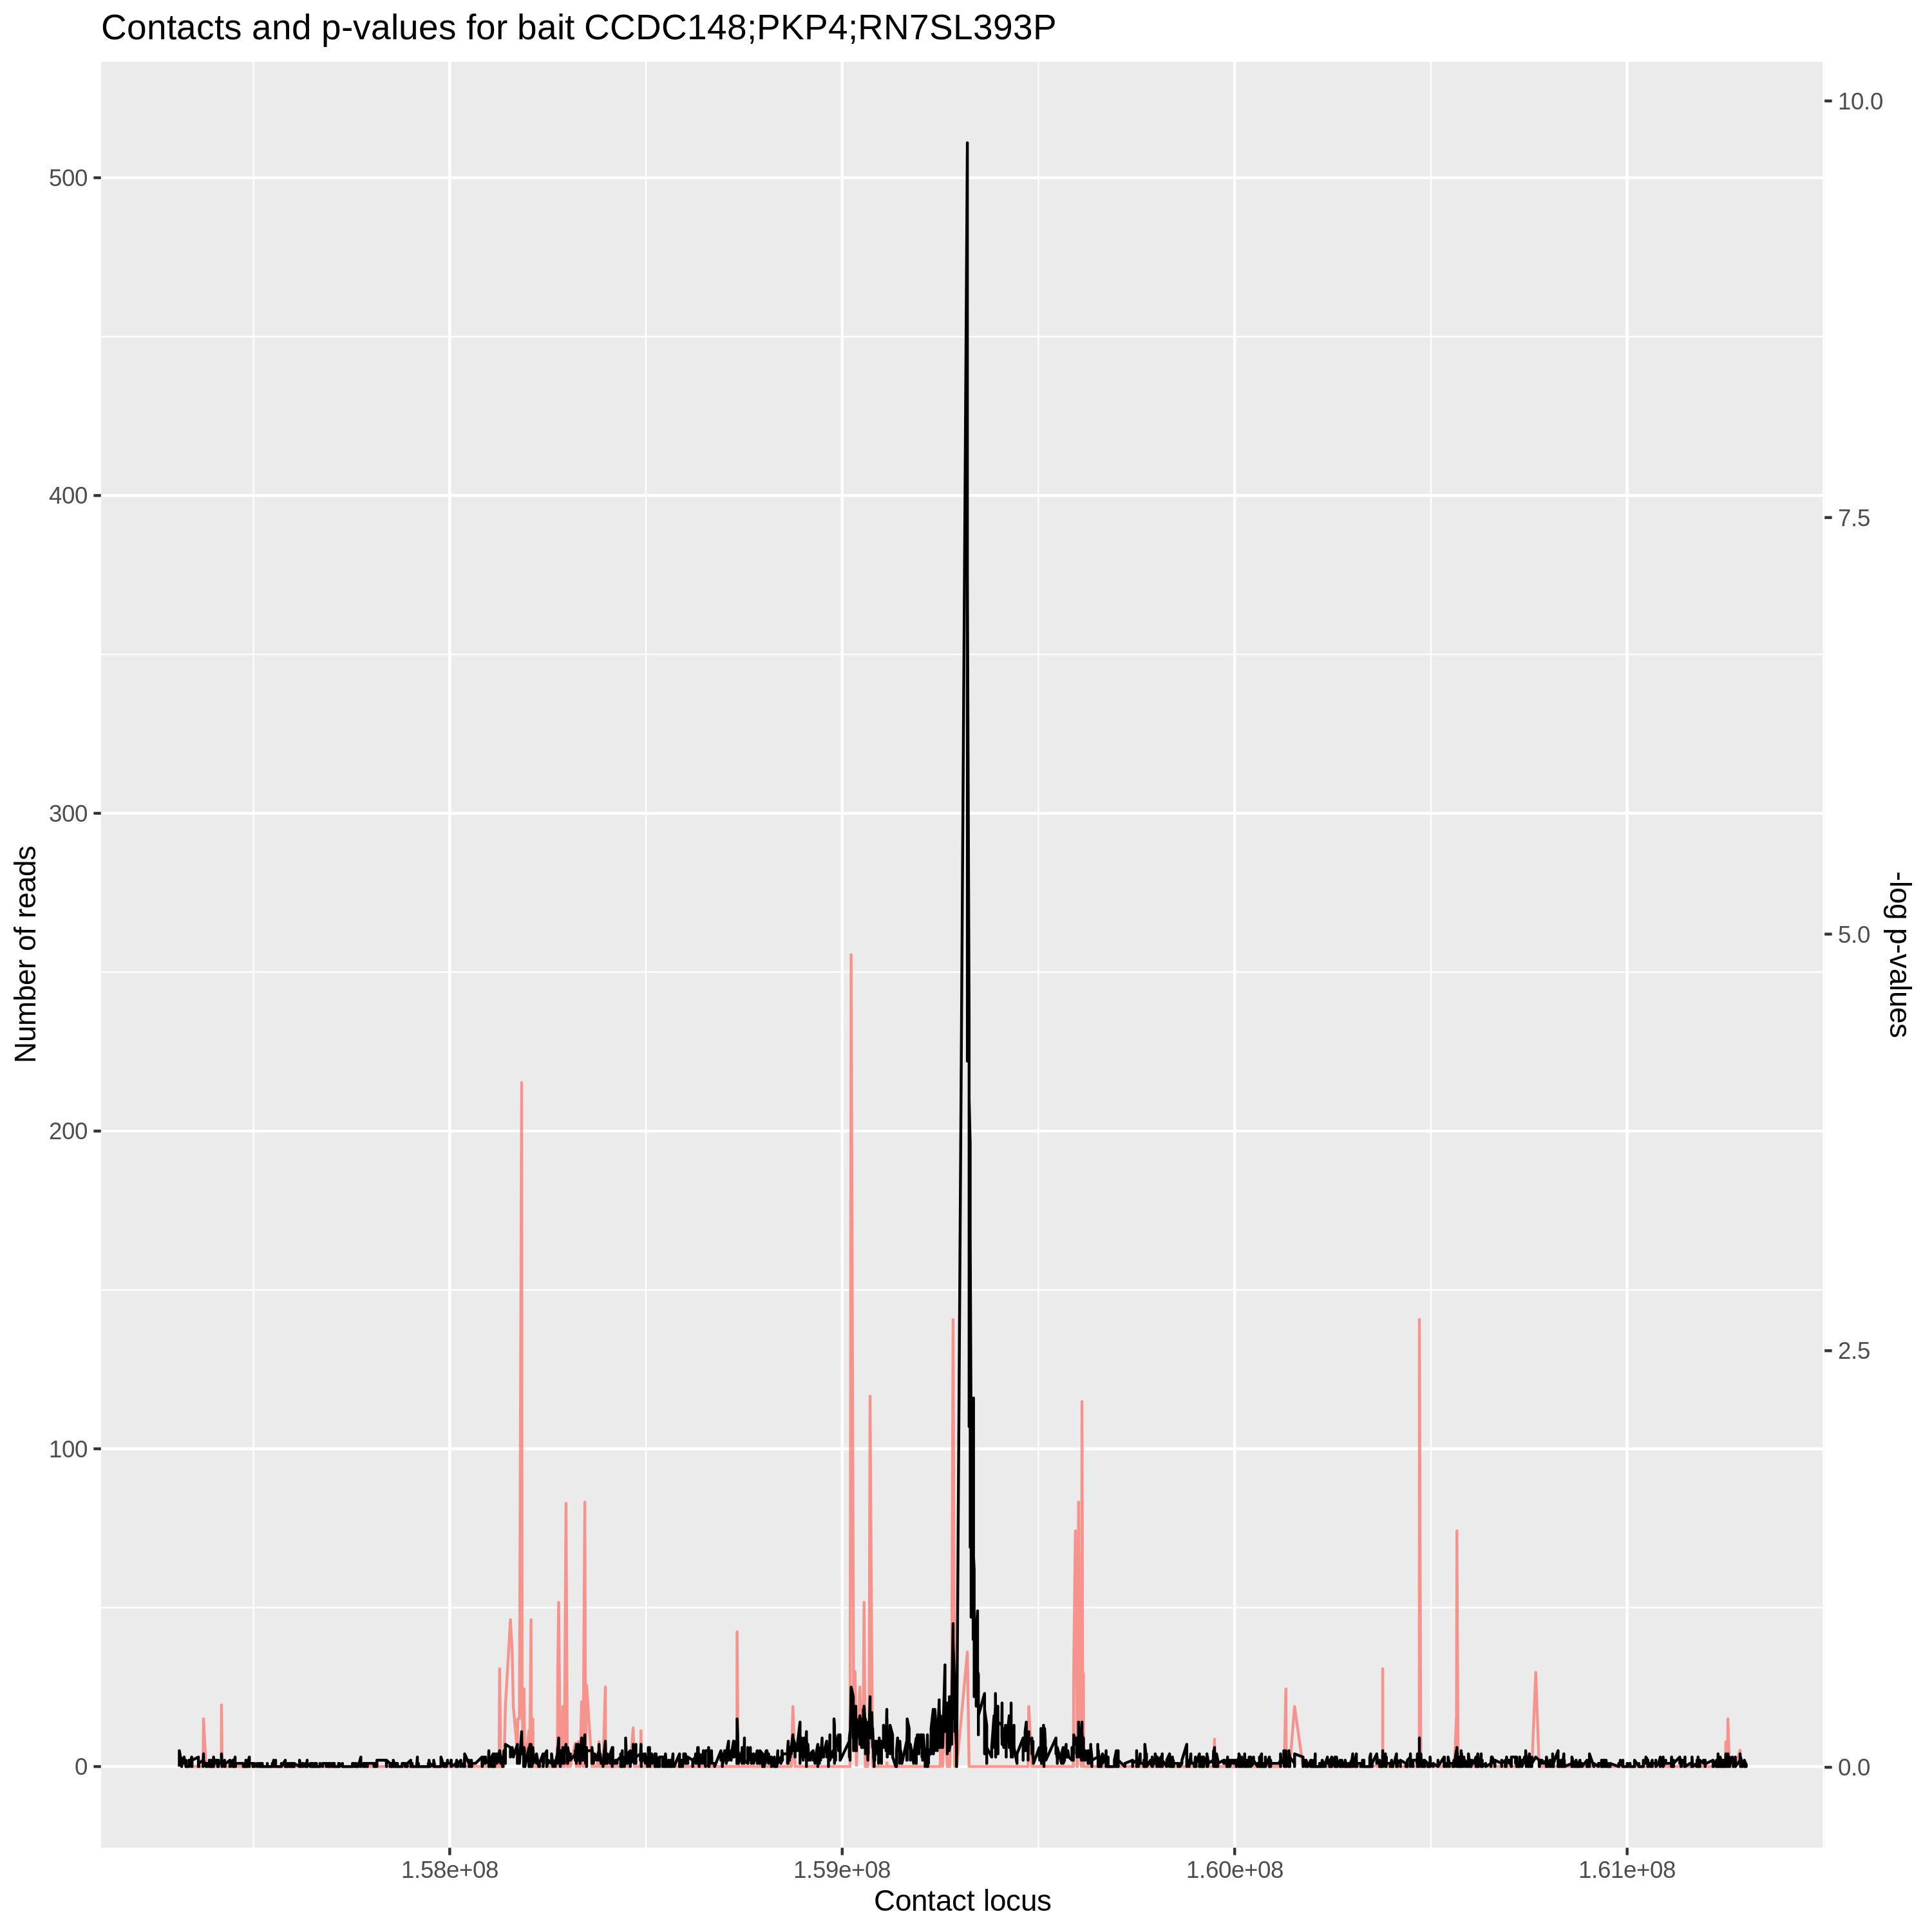 Contacts and p-values for bait CCDC148;PKP4;RN7SL393P
10.0
500
400
7.5
300
Number of reads
-log p-values
5.0
200
2.5
100
0
0.0
1.58e+08 1.59e+08 1.60e+08 1.61e+08
Contact locus